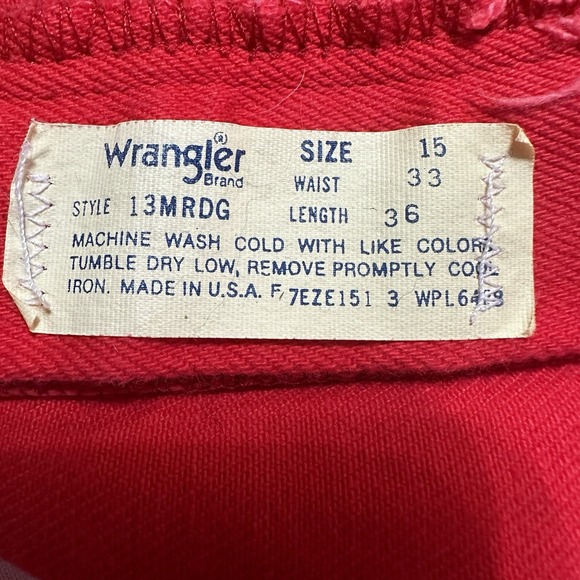 Wrangler® SIZE 15
Brand WAIST 33
STYLE 13MRDG LENGTH 36
MACHINE WASH COLD WITH LIKE COLORS
TUMBLE DRY LOW, REMOVE PROMPTLY COOL
IRON. MADE IN U.S.A. F/7EZE151 3